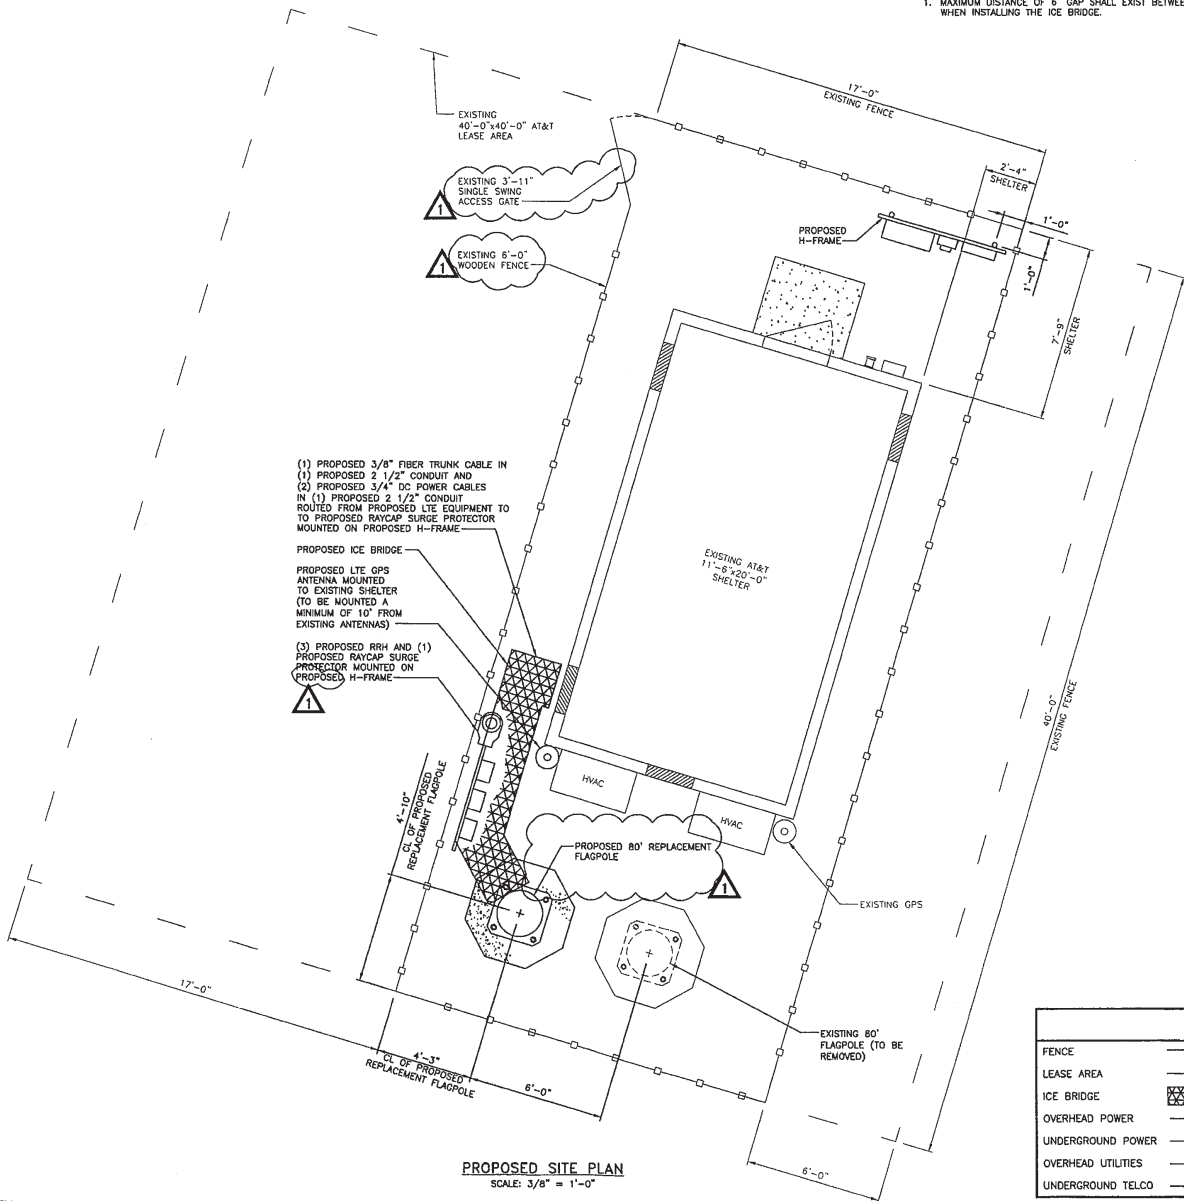 1. MAXIMUM DISTANCE OF 6" GAP SHALL EXIST
WHEN INSTALLING THE ICE BRIDGE.
17'-0"
EXISTING FENCE
EXISTING
40'-0"x40'-0" AT&T
LEASE AREA
2'-4"
SHELTER
EXISTING 3'-11"
SINGLE SWING
ACCESS GATE
1
1'-0"
PROPOSED
H-FRAME
EXISTING 6'-0"
WOODEN FENCE
1
1'-0"
7'-9"
SHELTER
(1) PROPOSED 3/8" FIBER TRUNK CABLE IN
(1) PROPOSED 2 1/2" CONDUIT AND
(2) PROPOSED 3/4" DC POWER CABLES
IN (1) PROPOSED 2 1/2" CONDUIT
ROUTED FROM PROPOSED LTE EQUIPMENT TO
TO PROPOSED RAYCAP SURGE PROTECTOR
MOUNTED ON PROPOSED H-FRAME
PROPOSED ICE BRIDGE
PROPOSED LTE GPS
ANTENNA MOUNTED
TO EXISTING SHELTER
(TO BE MOUNTED A
MINIMUM OF 10' FROM
EXISTING ANTENNAS)
(3) PROPOSED RRH AND (1)
PROPOSED RAYCAP SURGE
PROTECTOR MOUNTED ON
PROPOSED H-FRAME
1
EXISTING AT&T
11'-6"x20'-0"
SHELTER
40'-0"
EXISTING FENCE
HVAC
HVAC
4'-10"
CL OF PROPOSED
REPLACEMENT FLAGPOLE
PROPOSED 80' REPLACEMENT
FLAGPOLE
1
EXISTING GPS
17'-0"
EXISTING 80'
FLAGPOLE (TO BE
REMOVED)
4'-3"
CL OF PROPOSED
REPLACEMENT FLAGPOLE
6'-0"
6'-0"
FENCE
LEASE AREA
ICE BRIDGE
OVERHEAD POWER
UNDERGROUND POWER
OVERHEAD UTILITIES
UNDERGROUND TELCO
PROPOSED SITE PLAN
SCALE: 3/8" = 1'-0"